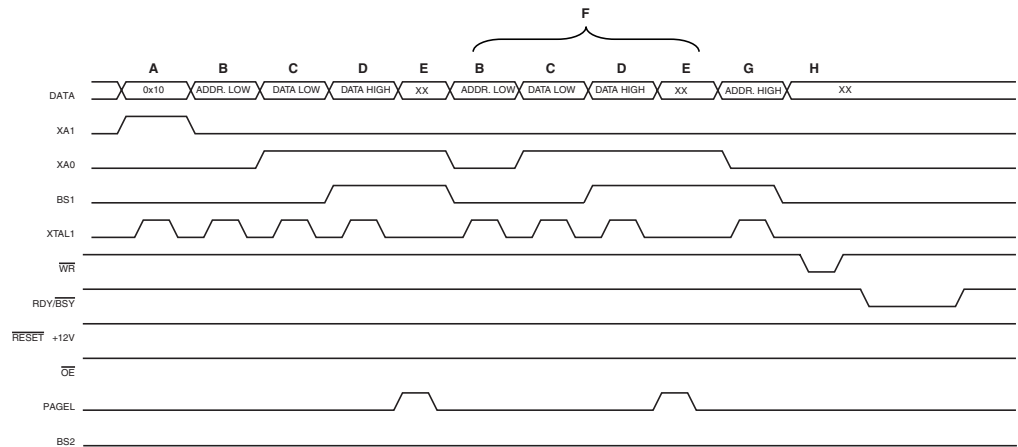 F
A B C D E B C D E G H
DATA 0x10 ADDR. LOW DATA LOW DATA HIGH XX ADDR. LOW DATA LOW DATA HIGH XX ADDR. HIGH XX
XA1
XA0
BS1
XTAL1
WR
RDY/BSY
RESET +12V
OE
PAGEL
BS2